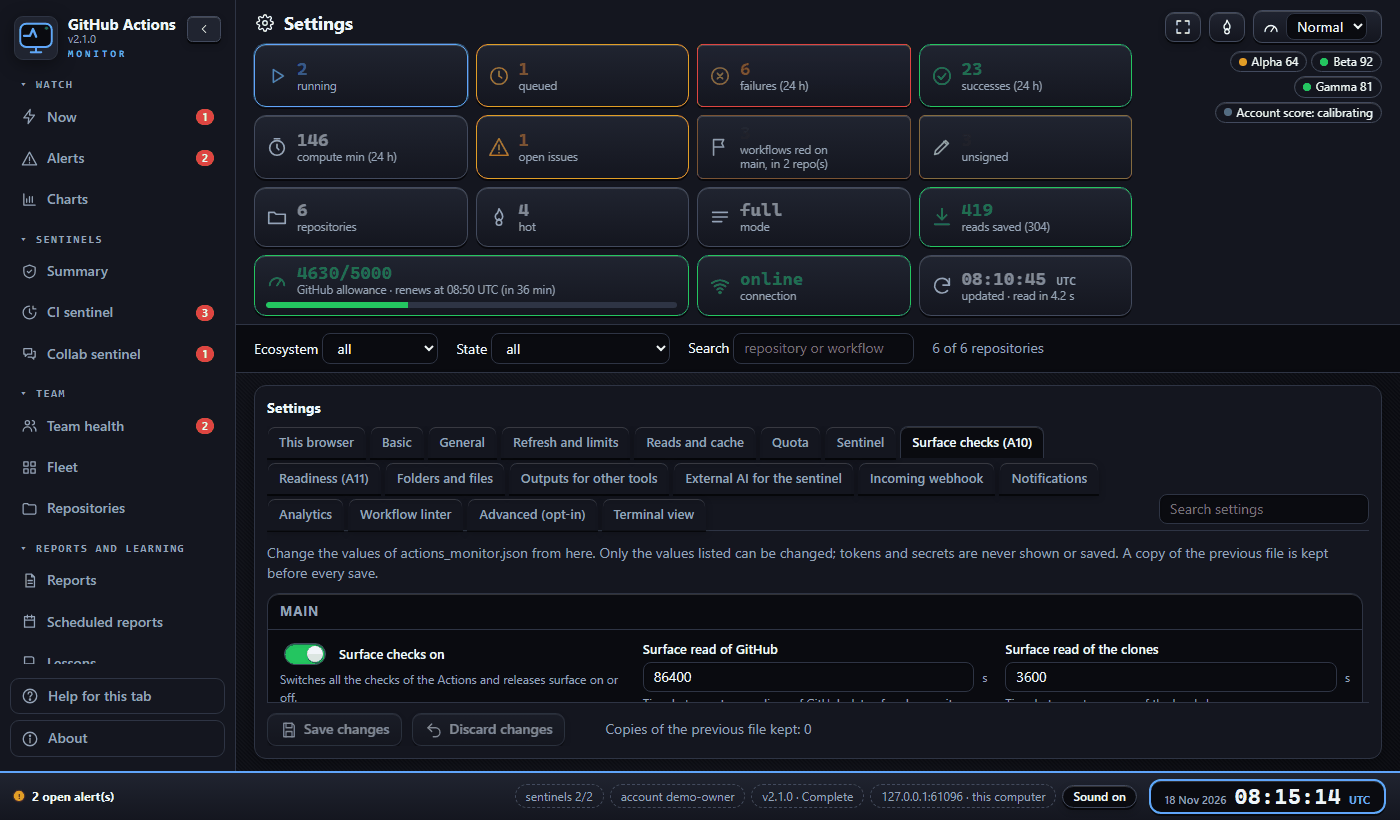 GitHub Actions
v2.1.0
MONITOR
WATCH
Now 1
Alerts 2
Charts
SENTINELS
Summary
CI sentinel 3
Collab sentinel 1
TEAM
Team health 2
Fleet
Repositories
REPORTS AND LEARNING
Reports
Scheduled reports
Lessons
Help for this tab
About
Settings
Normal
Alpha 64
Beta 92
Gamma 81
Account score: calibrating
2
running
1
queued
6
failures (24 h)
23
successes (24 h)
146
compute min (24 h)
1
open issues
workflows red on
main, in 2 repo(s)
unsigned
6
repositories
4
hot
full
mode
419
reads saved (304)
4630/5000
GitHub allowance · renews at 08:50 UTC (in 36 min)
online
connection
08:10:45 UTC
updated · read in 4.2 s
Ecosystem all
State all
Search repository or workflow
6 of 6 repositories
Settings
This browser Basic General Refresh and limits Reads and cache Quota Sentinel Surface checks (A10)
Readiness (A11) Folders and files Outputs for other tools External AI for the sentinel Incoming webhook Notifications
Analytics Workflow linter Advanced (opt-in) Terminal view
Search settings
Change the values of actions_monitor.json from here. Only the values listed can be changed; tokens and secrets are never shown or saved. A copy of the previous file is kept
before every save.
MAIN
Surface checks on
Switches all the checks of the Actions and releases surface on or
off.
Surface read of GitHub
86400 s
Surface read of the clones
3600 s
Save changes
Discard changes
Copies of the previous file kept: 0
2 open alert(s)
sentinels 2/2
account demo-owner
v2.1.0 · Complete
127.0.0.1:61096 · this computer
Sound on
18 Nov 2026 08:15:14 UTC